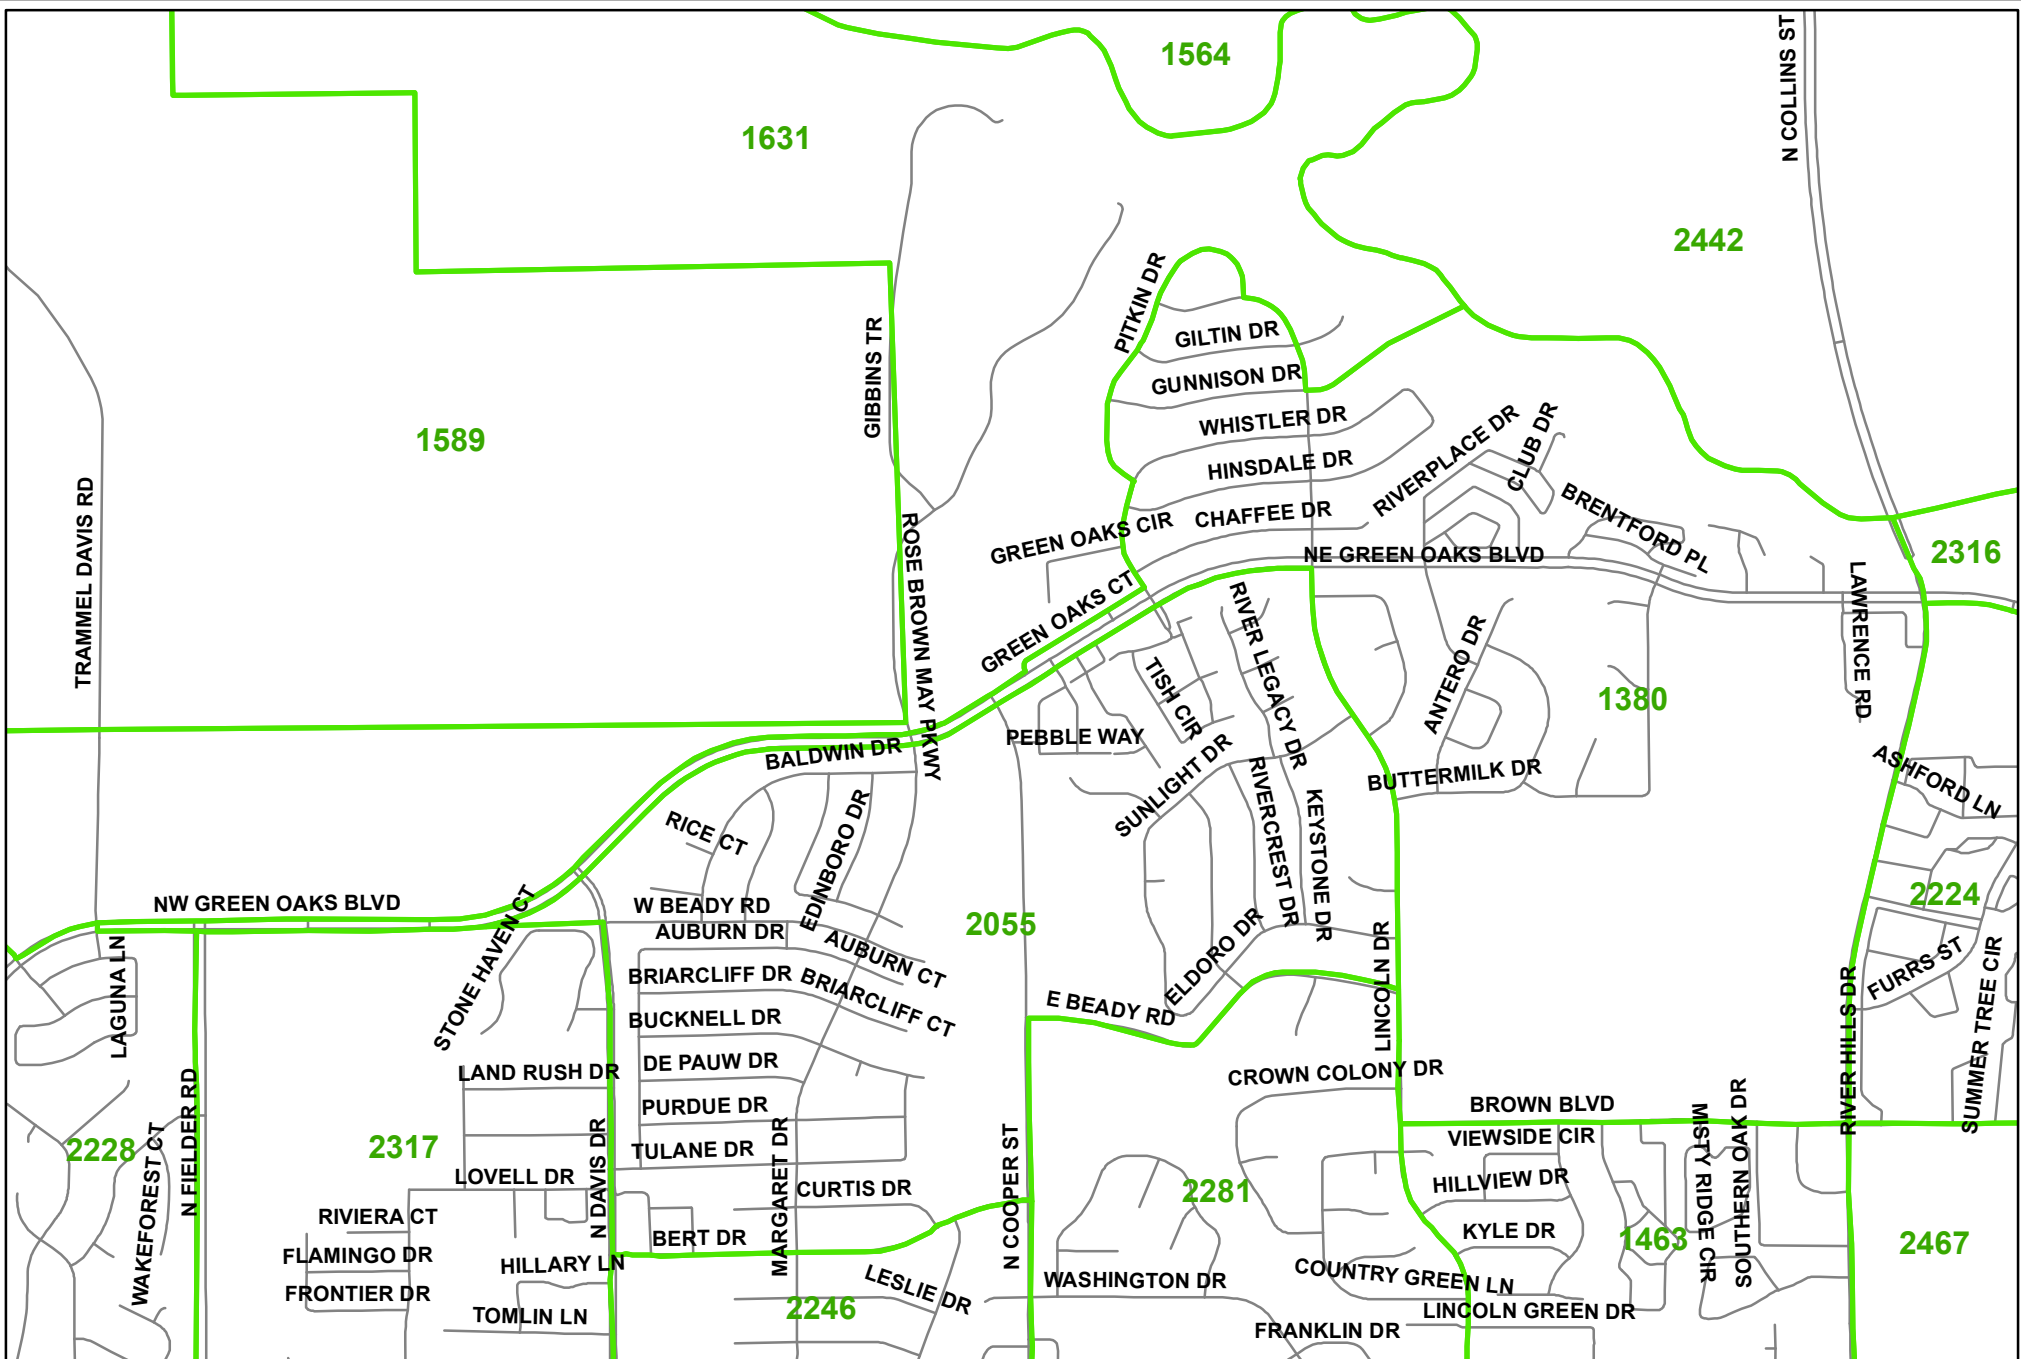 1564
N COLLINS ST
1631
2442
PITKIN DR
GIBBINS TR
GILTIN DR
GUNNISON DR
WHISTLER DR
1589
HINSDALE DR
RIVERPLACE DR
CLUB DR
TRAMMEL DAVIS RD
GREEN OAKS CIR
CHAFFEE DR
BRENTFORD PL
NE GREEN OAKS BLVD
2316
ROSE BROWN MAY PKWY
GREEN OAKS CT
RIVER LEGACY DR
LAWRENCE RD
ANTERO DR
TISH CIR
1380
PEBBLE WAY
BALDWIN DR
SUNLIGHT DR
BUTTERMILK DR
ASHFORD LN
RIVERCREST DR
KEYSTONE DR
RICE CT
EDINBORO DR
NW GREEN OAKS BLVD
STONE HAVEN CT
W BEADY RD
2224
2055
AUBURN DR
AUBURN CT
ELDORO DR
LINCOLN DR
LAGUNA LN
BRIARCLIFF DR
BRIARCLIFF CT
FURRS ST
SUMMER TREE CIR
E BEADY RD
BUCKNELL DR
RIVER HILLS DR
DE PAUW DR
LAND RUSH DR
CROWN COLONY DR
PURDUE DR
BROWN BLVD
N FIELDER RD
2228
WAKEFOREST CT
2317
TULANE DR
MARGARET DR
N DAVIS DR
VIEWSIDE CIR
MISTY RIDGE CIR
SOUTHERN OAK DR
LOVELL DR
CURTIS DR
N COOPER ST
2281
HILLVIEW DR
RIVIERA CT
BERT DR
KYLE DR
1463
2467
FLAMINGO DR
HILLARY LN
FRONTIER DR
LESLIE DR
WASHINGTON DR
COUNTRY GREEN LN
TOMLIN LN
2246
LINCOLN GREEN DR
FRANKLIN DR